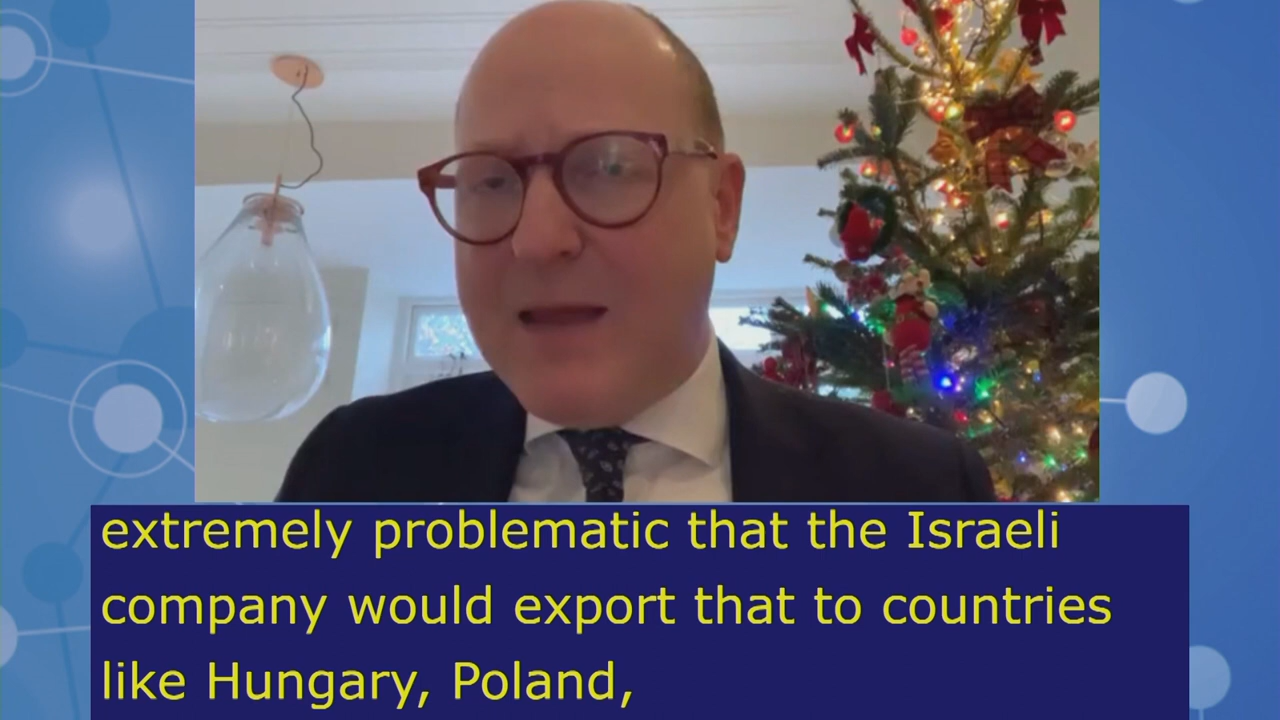 extremely problematic that the Israeli
company would export that to countries
like Hungary, Poland,